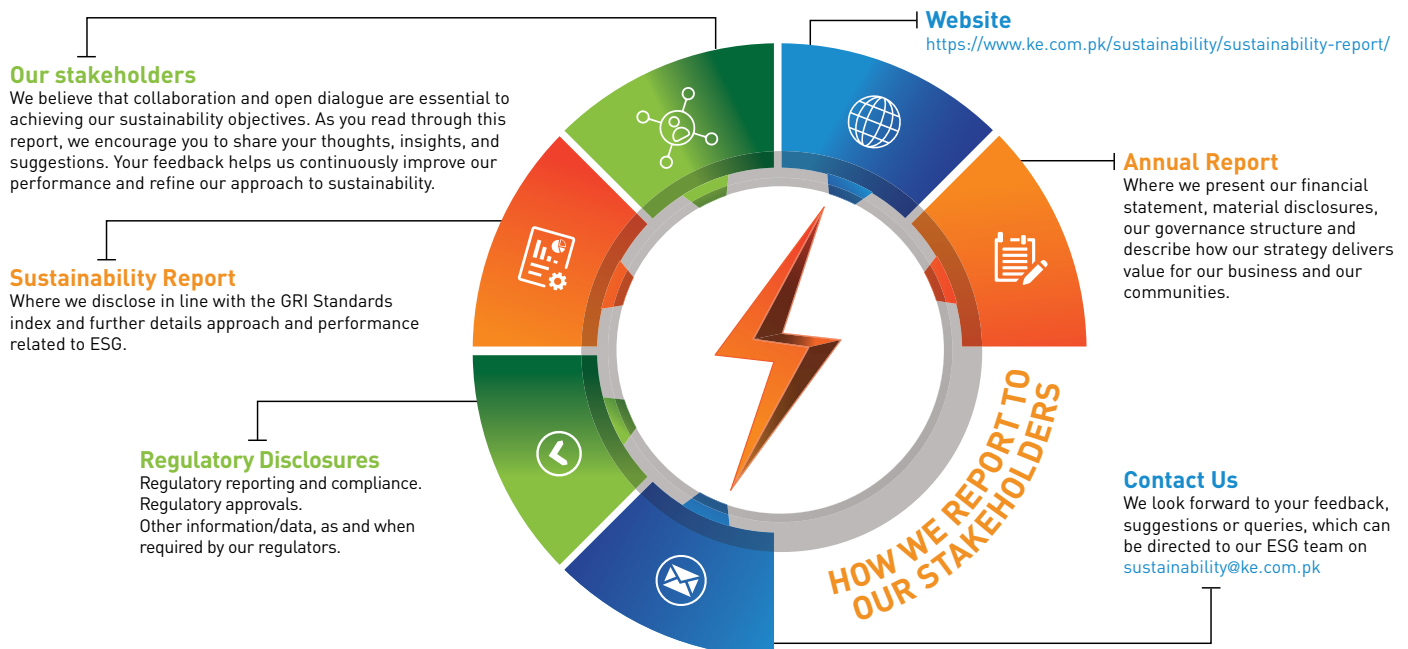 Our stakeholders
We believe that collaboration and open dialogue are essential to
achieving our sustainability objectives. As you read through this
report, we encourage you to share your thoughts, insights, and
suggestions. Your feedback helps us continuously improve our
performance and refine our approach to sustainability.
Sustainability Report
Where we disclose in line with the GRI Standards
index and further details approach and performance
related to ESG.
Regulatory Disclosures
Regulatory reporting and compliance.
Regulatory approvals.
Other information/data, as and when
required by our regulators.
Website
https://www.ke.com.pk/sustainability/sustainability-report/
Annual Report
Where we present our financial
statement, material disclosures,
our governance structure and
describe how our strategy delivers
value for our business and our
communities.
HOW WE REPORT TO
OUR STAKEHOLDERS
Contact Us
We look forward to your feedback,
suggestions or queries, which can
be directed to our ESG team on
sustainability@ke.com.pk